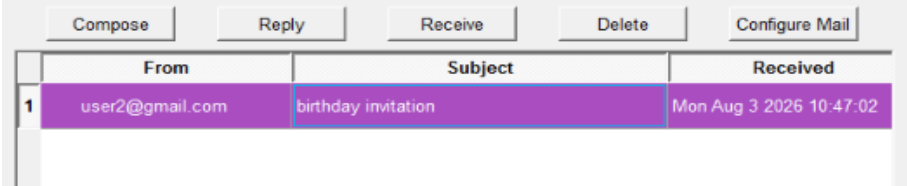 Compose Reply Receive Delete Configure Mail
From Subject Received
1 user2@gmail.com birthday invitation Mon Aug 3 2026 10:47:02